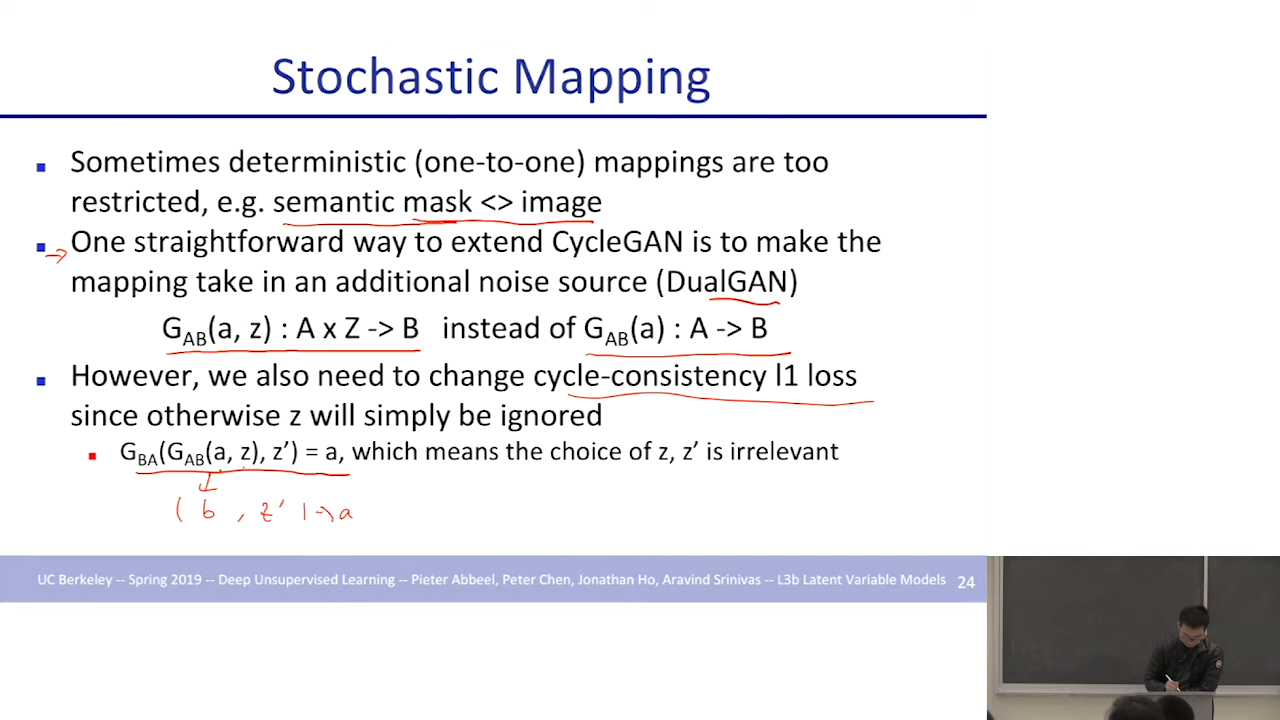 Stochastic Mapping
Sometimes deterministic (one-to-one) mappings are too
restricted, e.g. semantic mask <> image
One straightforward way to extend CycleGAN is to make the
mapping take in an additional noise source (DualGAN)
G_AB(a, z) : A x Z -> B instead of G_AB(a) : A -> B
However, we also need to change cycle-consistency l1 loss
since otherwise z will simply be ignored
G_BA(G_AB(a, z), z’) = a, which means the choice of z, z’ is irrelevant
( b , z' ) → a
UC Berkeley -- Spring 2019 -- Deep Unsupervised Learning -- Pieter Abbeel, Peter Chen, Jonathan Ho, Aravind Srinivas -- L3b Latent Variable Models 24